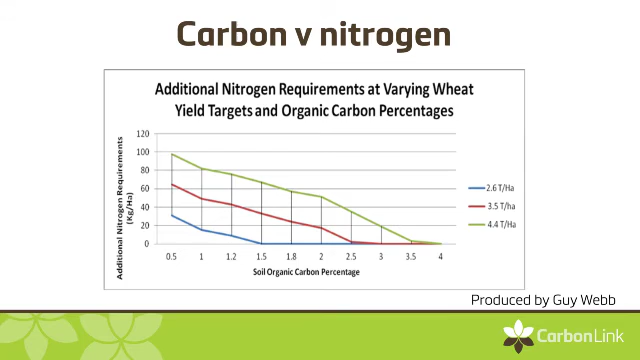 Carbon v nitrogen
Additional Nitrogen Requirements at Varying Wheat
Yield Targets and Organic Carbon Percentages
Additional Nitrogen Requirements
(Kg/Ha)
120
100
80
60
40
20
0
0.5 1 1.2 1.5 1.8 2 2.5 3 3.5 4
Soil Organic Carbon Percentage
2.6 T/Ha
3.5 T/ha
4.4 T/Ha
Produced by Guy Webb
CarbonLink